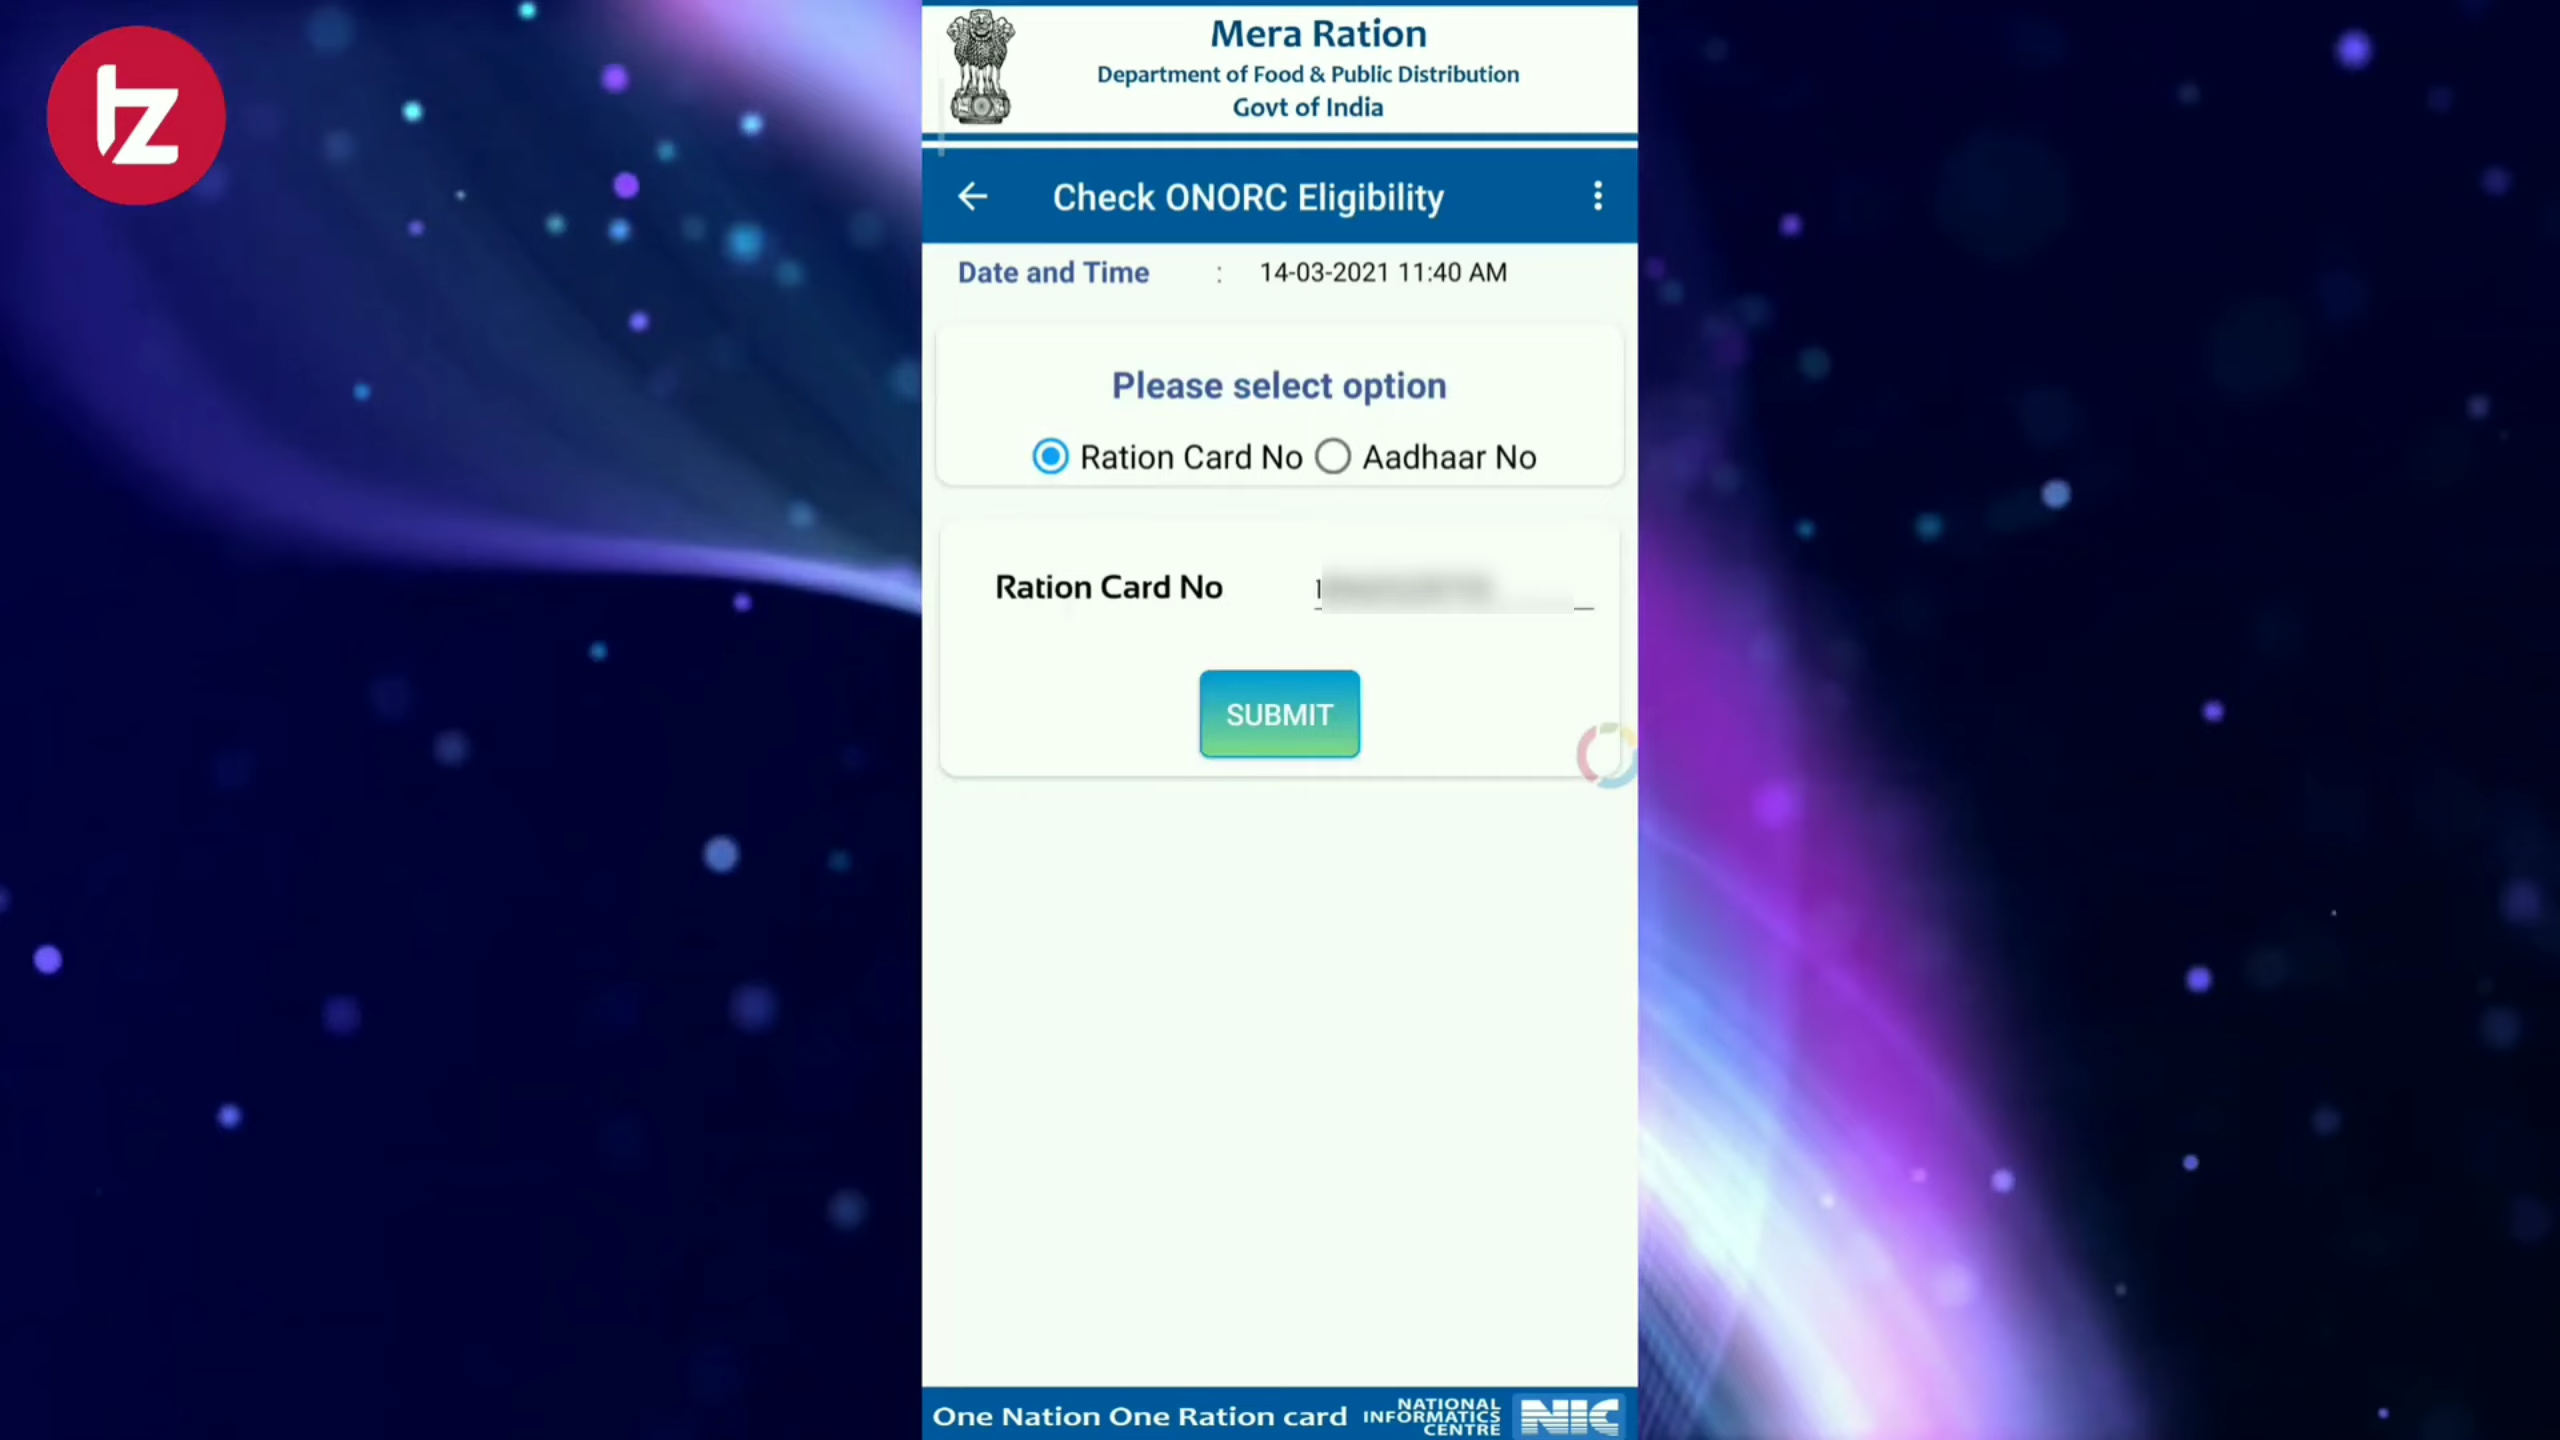 tz
Mera Ration
Department of Food & Public Distribution
Govt of India
Check ONORC Eligibility
Date and Time : 14-03-2021 11:40 AM
Please select option
Ration Card No Aadhaar No
Ration Card No
SUBMIT
One Nation One Ration card
NATIONAL
INFORMATICS
CENTRE
NIC